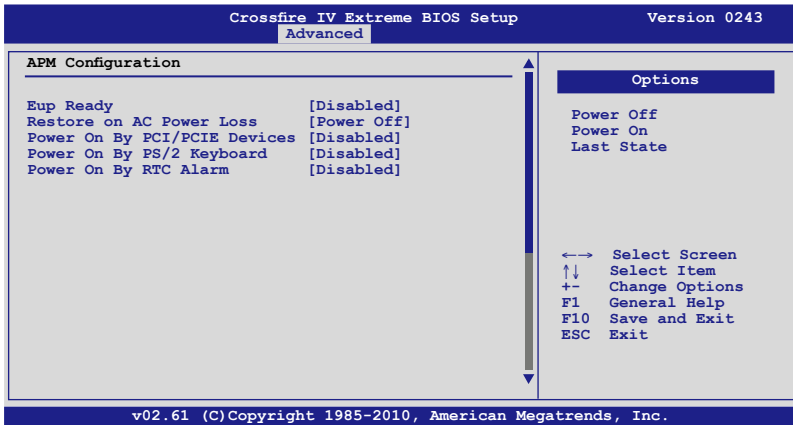 Crossfire IV Extreme BIOS Setup Version 0243
Advanced
APM Configuration
Eup Ready [Disabled]
Restore on AC Power Loss [Power Off]
Power On By PCI/PCIE Devices [Disabled]
Power On By PS/2 Keyboard [Disabled]
Power On By RTC Alarm [Disabled]
Options
Power Off
Power On
Last State
←→ Select Screen
↑↓ Select Item
+- Change Options
F1 General Help
F10 Save and Exit
ESC Exit
v02.61 (C)Copyright 1985-2010, American Megatrends, Inc.